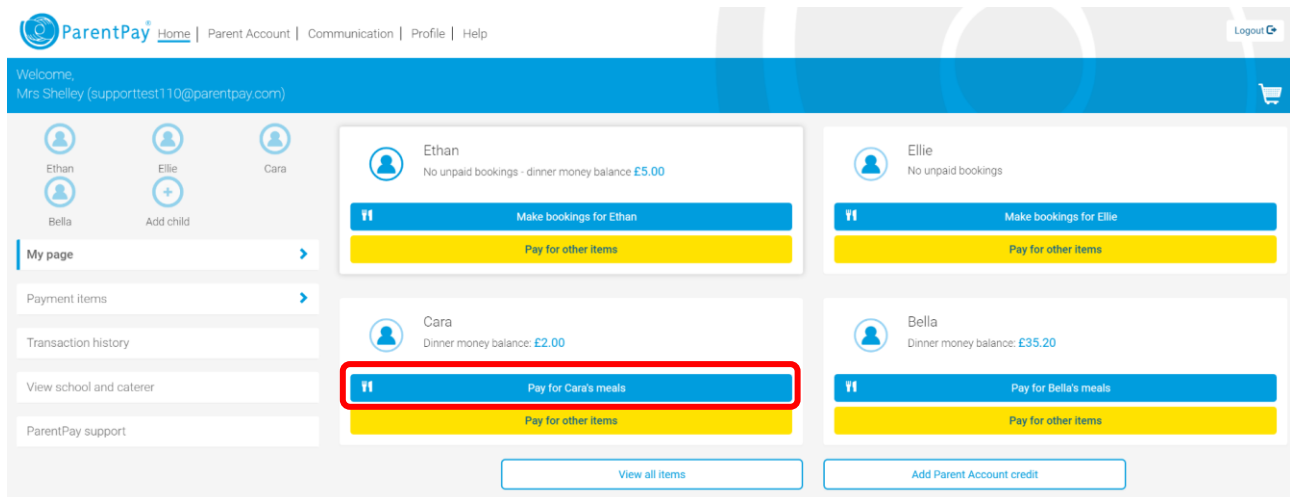 ParentPay® Home | Parent Account | Communication | Profile | Help
Logout
Welcome,
Mrs Shelley (supporttest110@parentpay.com)
Ethan
Ellie
Cara
Bella
Add child
My page
Payment items
Transaction history
View school and caterer
ParentPay support
Ethan
No unpaid bookings - dinner money balance £5.00
Make bookings for Ethan
Pay for other items
Ellie
No unpaid bookings
Make bookings for Ellie
Pay for other items
Cara
Dinner money balance: £2.00
Pay for Cara's meals
Pay for other items
Bella
Dinner money balance: £35.20
Pay for Bella's meals
Pay for other items
View all items
Add Parent Account credit